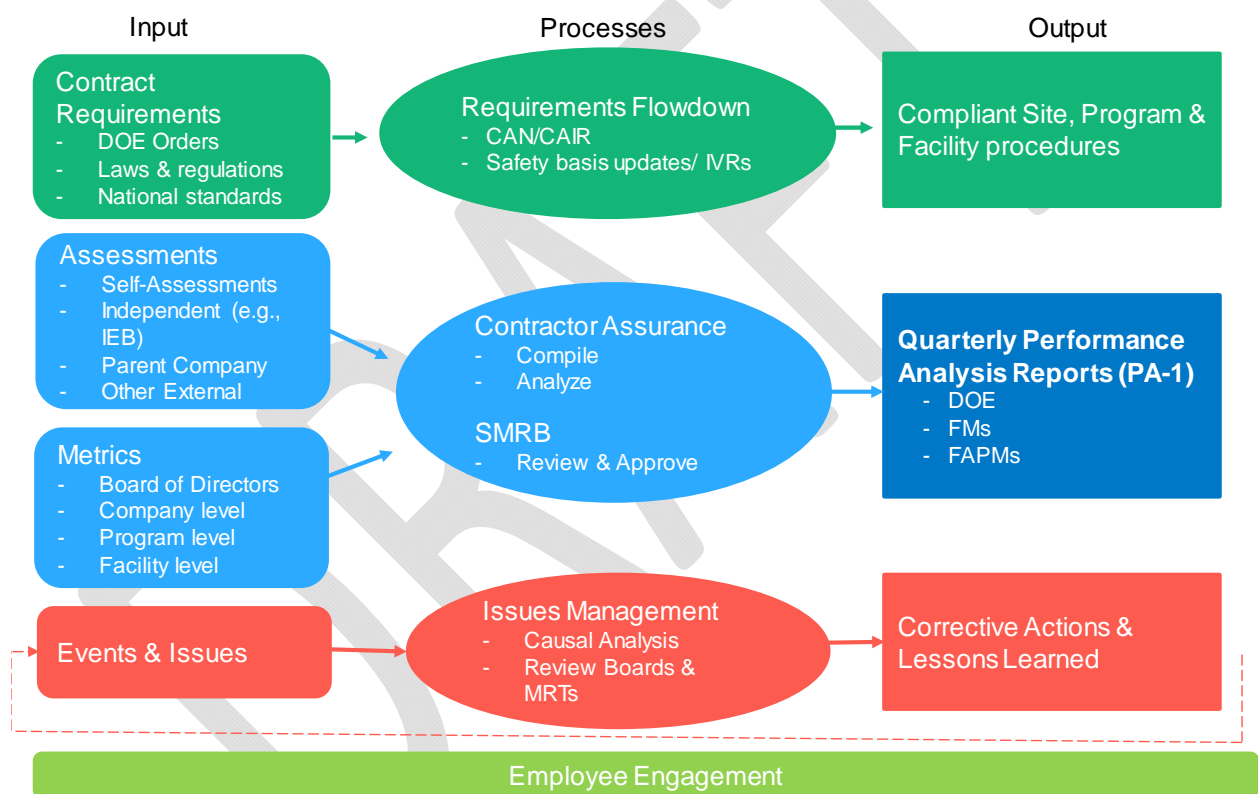 Input
Processes
Output
Contract
Requirements
- DOE Orders
- Laws & regulations
- National standards
Requirements Flowdown
- CAN/CAIR
- Safety basis updates/ IVRs
Compliant Site, Program &
Facility procedures
Assessments
- Self-Assessments
- Independent (e.g.,
IEB)
- Parent Company
- Other External
Contractor Assurance
- Compile
- Analyze
SMRB
- Review & Approve
Quarterly Performance
Analysis Reports (PA-1)
- DOE
- FMs
- FAPMs
Metrics
- Board of Directors
- Company level
- Program level
- Facility level
Events & Issues
Issues Management
- Causal Analysis
- Review Boards &
MRTs
Corrective Actions &
Lessons Learned
Employee Engagement
DRAFT